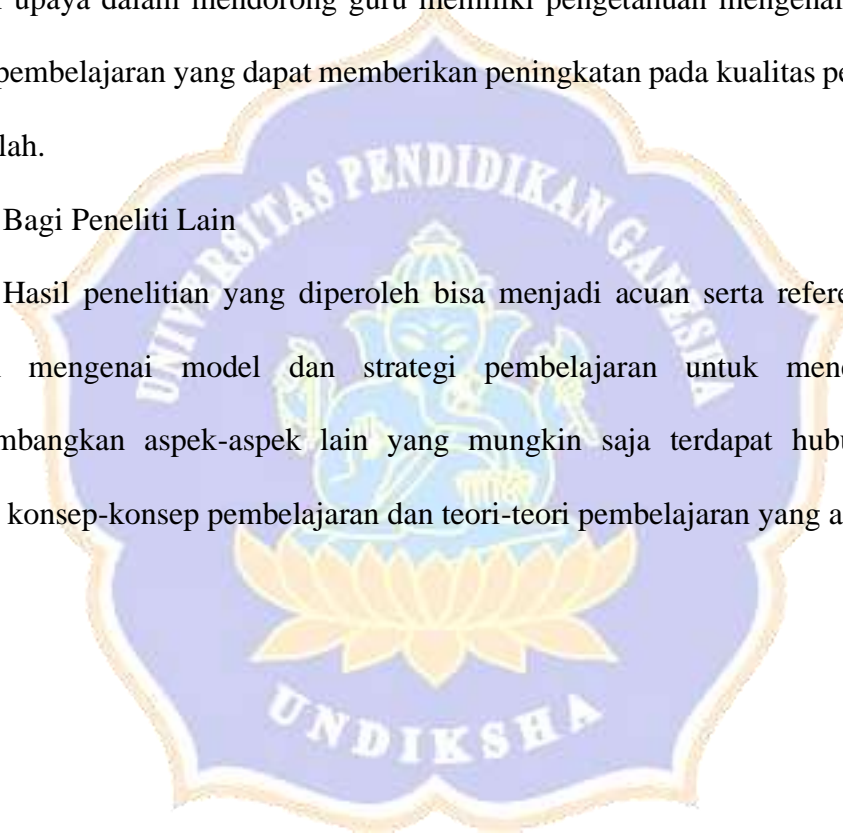 upaya dalam mendorong guru memiliki pengetahuan mengenai
pembelajaran yang dapat memberikan peningkatan pada kualitas pe
lah.
Bagi Peneliti Lain
Hasil penelitian yang diperoleh bisa menjadi acuan serta refere
mengenai model dan strategi pembelajaran untuk men
mbangkan aspek-aspek lain yang mungkin saja terdapat hubu
konsep-konsep pembelajaran dan teori-teori pembelajaran yang a
UNIVERSITAS PENDIDIKAN GANESHA
UNDIKSHA